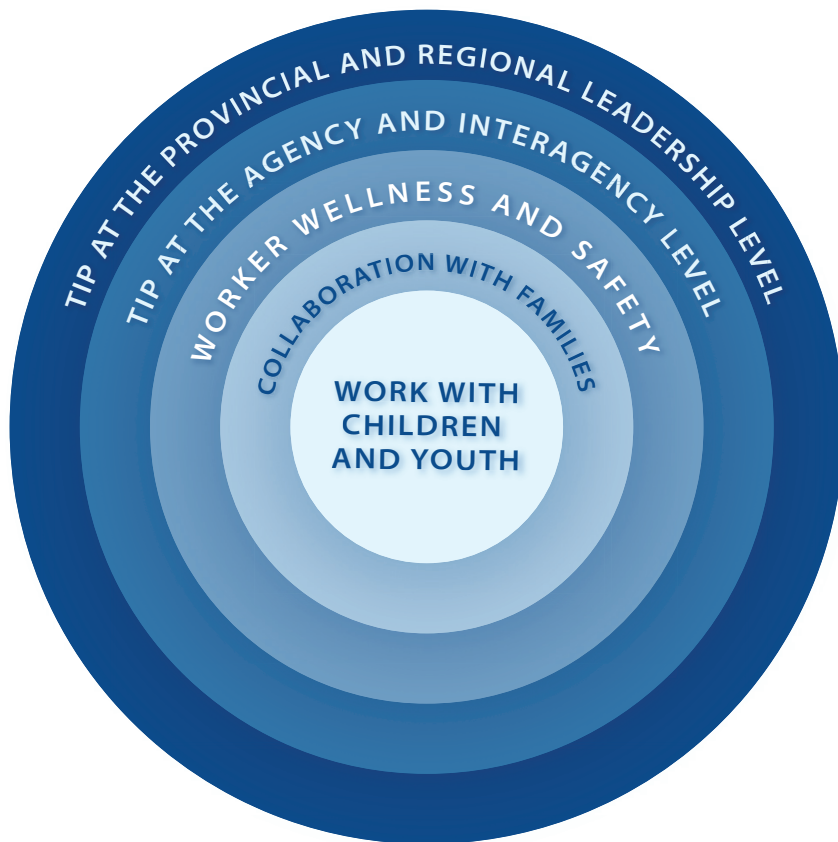 TIP AT THE PROVINCIAL AND REGIONAL LEADERSHIP LEVEL
TIP AT THE AGENCY AND INTERAGENCY LEVEL
WORKER WELLNESS AND SAFETY
COLLABORATION WITH FAMILIES
WORK WITH
CHILDREN
AND YOUTH